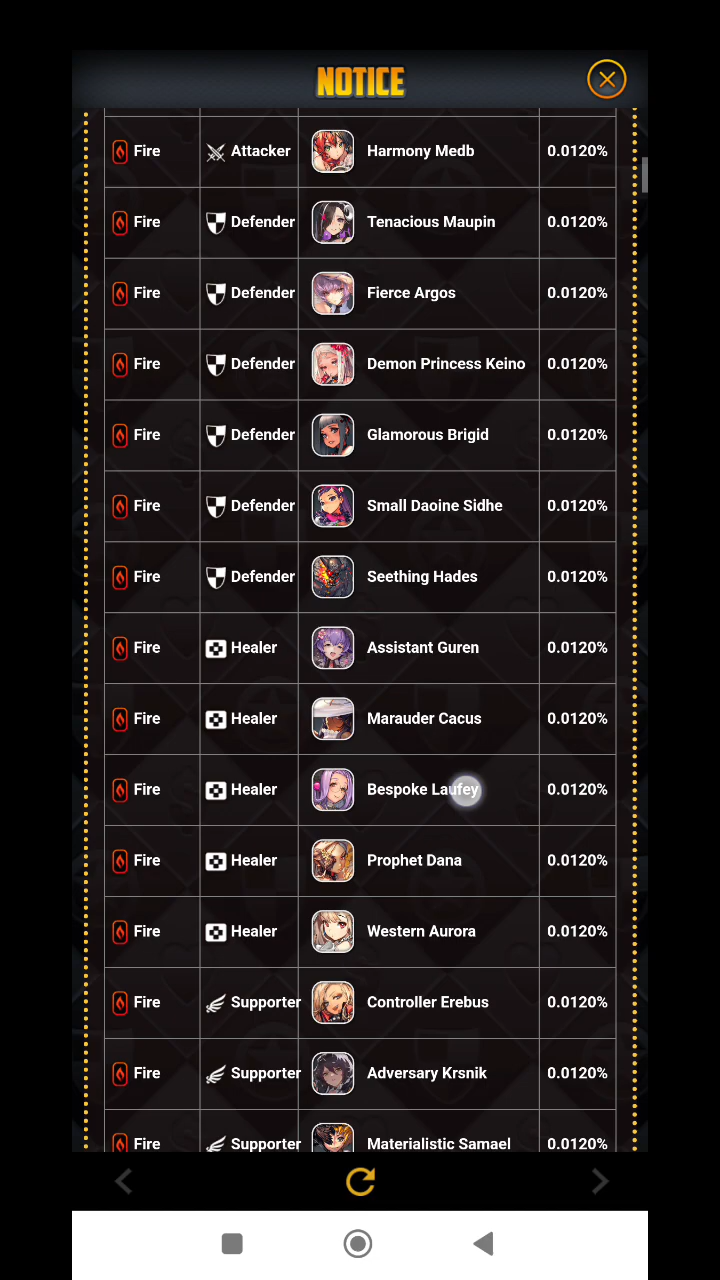 NOTICE
Fire Attacker Harmony Medb 0.0120%
Fire Defender Tenacious Maupin 0.0120%
Fire Defender Fierce Argos 0.0120%
Fire Defender Demon Princess Keino 0.0120%
Fire Defender Glamorous Brigid 0.0120%
Fire Defender Small Daoine Sidhe 0.0120%
Fire Defender Seething Hades 0.0120%
Fire Healer Assistant Guren 0.0120%
Fire Healer Marauder Cacus 0.0120%
Fire Healer Bespoke Laufey 0.0120%
Fire Healer Prophet Dana 0.0120%
Fire Healer Western Aurora 0.0120%
Fire Supporter Controller Erebus 0.0120%
Fire Supporter Adversary Krsnik 0.0120%
Fire Supporter Materialistic Samael 0.0120%